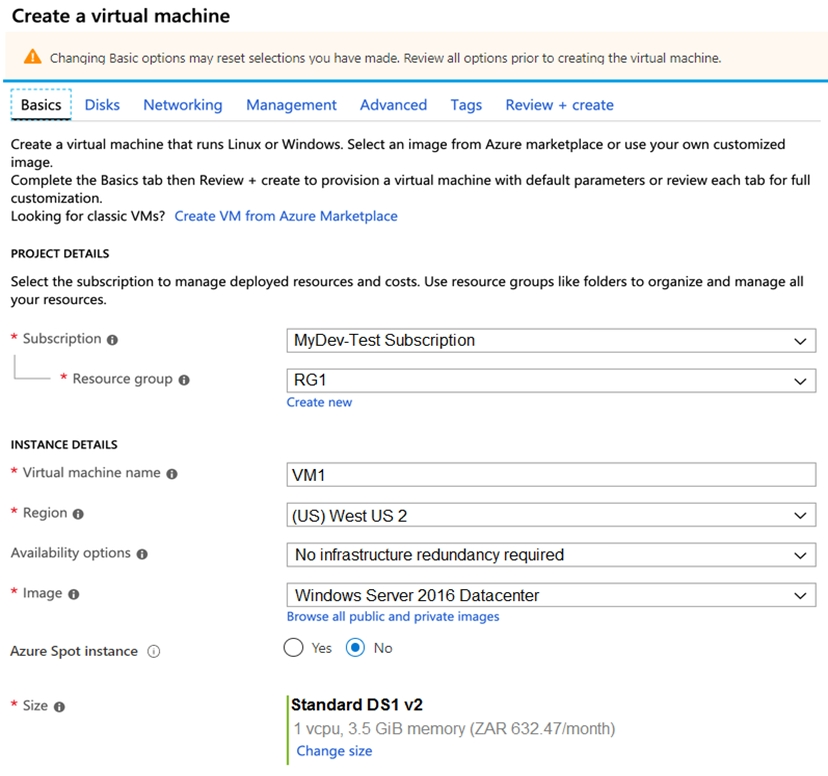 Create a virtual machine
Changing Basic options may reset selections you have made. Review all options prior to creating the virtual machine.
Basics Disks Networking Management Advanced Tags Review + create
Create a virtual machine that runs Linux or Windows. Select an image from Azure marketplace or use your own customized
image.
Complete the Basics tab then Review + create to provision a virtual machine with default parameters or review each tab for full
customization.
Looking for classic VMs? Create VM from Azure Marketplace
PROJECT DETAILS
Select the subscription to manage deployed resources and costs. Use resource groups like folders to organize and manage all
your resources.
* Subscription MyDev-Test Subscription
* Resource group RG1
Create new
INSTANCE DETAILS
* Virtual machine name VM1
* Region (US) West US 2
Availability options No infrastructure redundancy required
* Image Windows Server 2016 Datacenter
Browse all public and private images
Azure Spot instance Yes No
* Size Standard DS1 v2
1 vcpu, 3.5 GiB memory (ZAR 632.47/month)
Change size